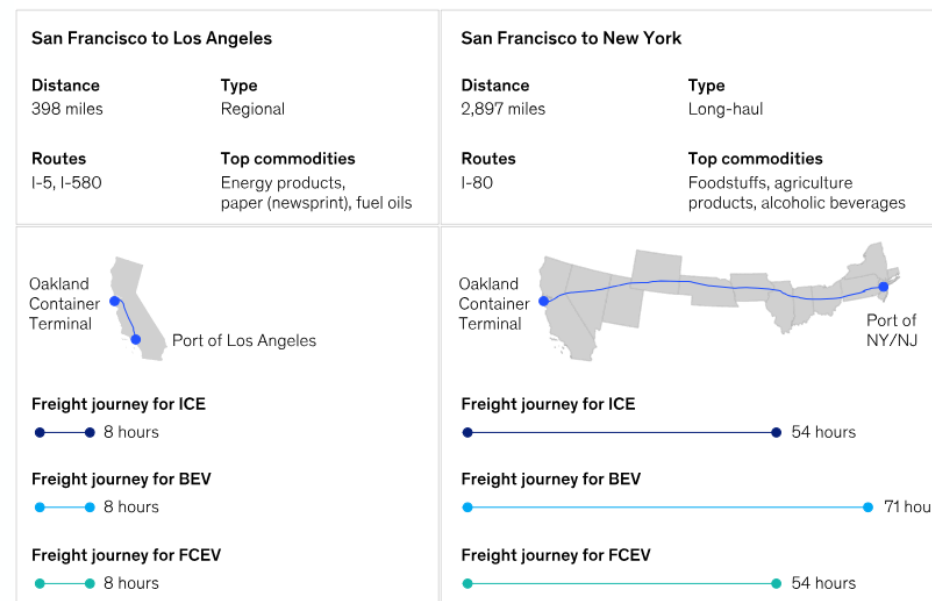 San Francisco to Los Angeles
Distance
398 miles
Type
Regional
Routes
I-5, I-580
Top commodities
Energy products,
paper (newsprint), fuel oils
Oakland
Container
Terminal
Port of Los Angeles
Freight journey for ICE
8 hours
Freight journey for BEV
8 hours
Freight journey for FCEV
8 hours
San Francisco to New York
Distance
2,897 miles
Type
Long-haul
Routes
I-80
Top commodities
Foodstuffs, agriculture
products, alcoholic beverages
Oakland
Container
Terminal
Port of
NY/NJ
Freight journey for ICE
54 hours
Freight journey for BEV
71 hou
Freight journey for FCEV
54 hours